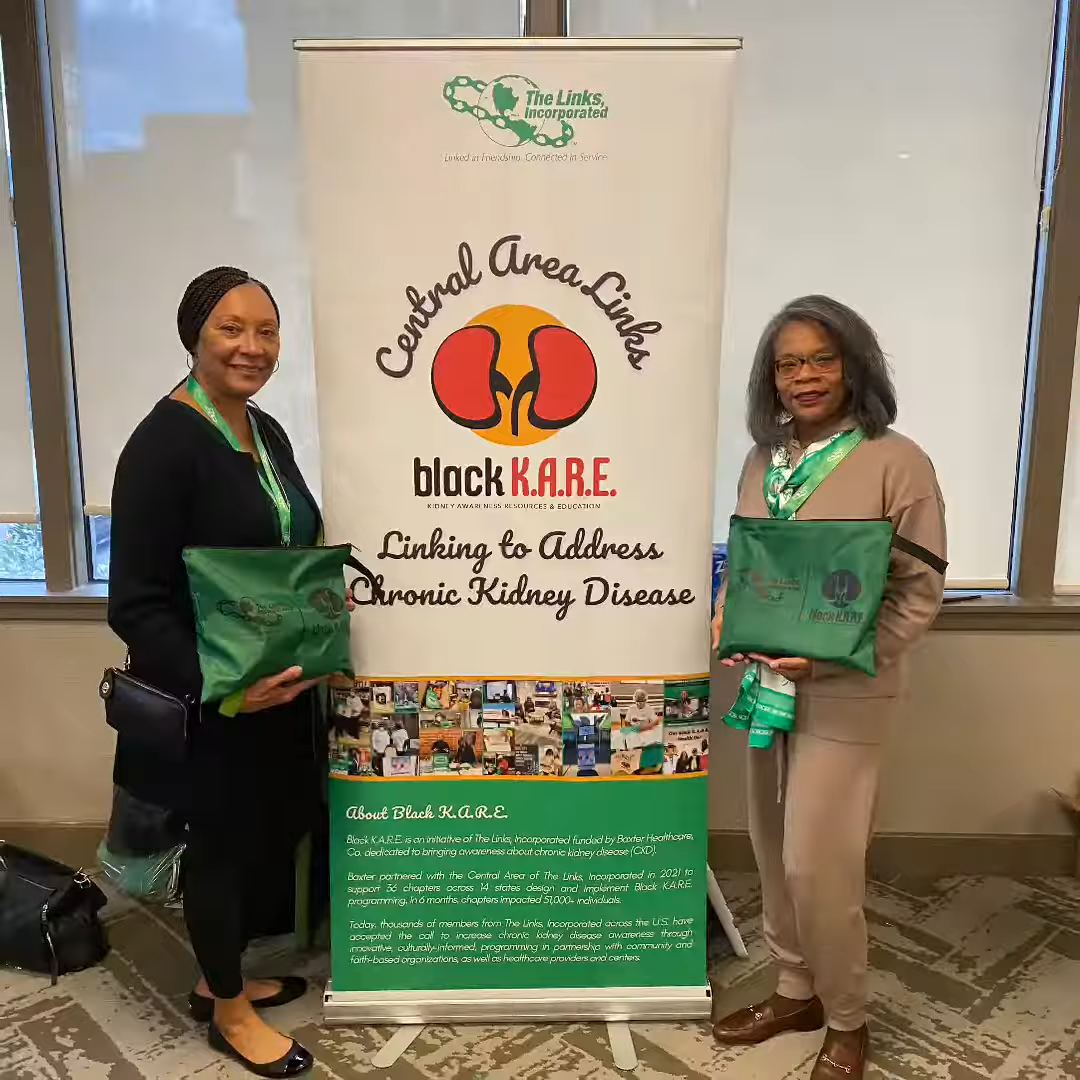 The Links,
Incorporated
Linked in Friendship, Connected in Service
Central Area Links
black K.A.R.E.
KIDNEY AWARENESS RESOURCES & EDUCATION
Linking to Address
Chronic Kidney Disease
About Black K.A.R.E.
Black K.A.R.E. is an initiative of The Links, Incorporated funded by Baxter Healthcare,
Co. dedicated to bringing awareness about chronic kidney disease (CKD).
Baxter partnered with the Central Area of The Links, Incorporated in 2021 to
support 36 chapters across 14 states design and implement Black K.A.R.E.
programming. In 6 months, chapters impacted 51,000+ individuals.
Today, thousands of members from The Links, Incorporated across the U.S. have
accepted the call to increase chronic kidney disease awareness through
innovative, culturally-informed, programming in partnership with community and
faith-based organizations, as well as healthcare providers and centers.
The Links,
Incorporated
black K.A.R.E.